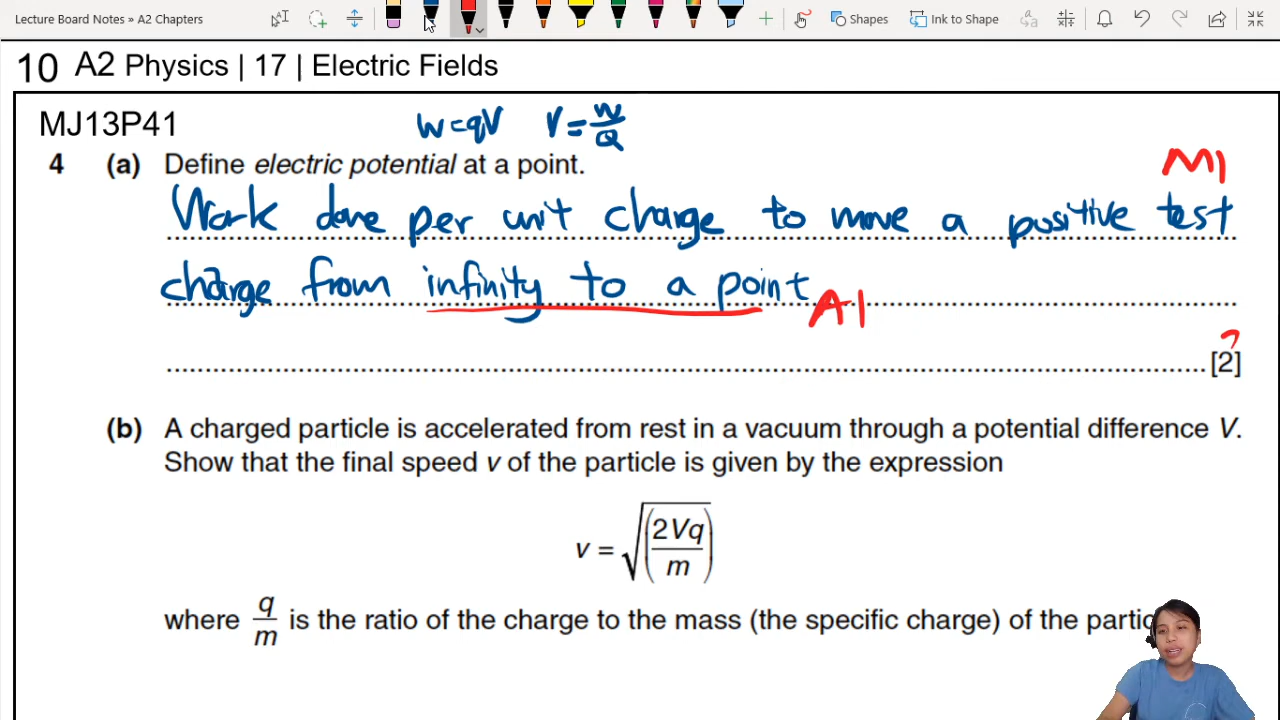 Lecture Board Notes » A2 Chapters
Shapes
Ink to Shape
10 A2 Physics | 17 | Electric Fields
MJ13P41
W=qV V=W/Q
4 (a) Define electric potential at a point.
M1
Work done per unit charge to move a positive test
charge from infinity to a point
A1
[2]
(b) A charged particle is accelerated from rest in a vacuum through a potential difference V.
Show that the final speed v of the particle is given by the expression
v = √(2Vq/m)
where q/m is the ratio of the charge to the mass (the specific charge) of the